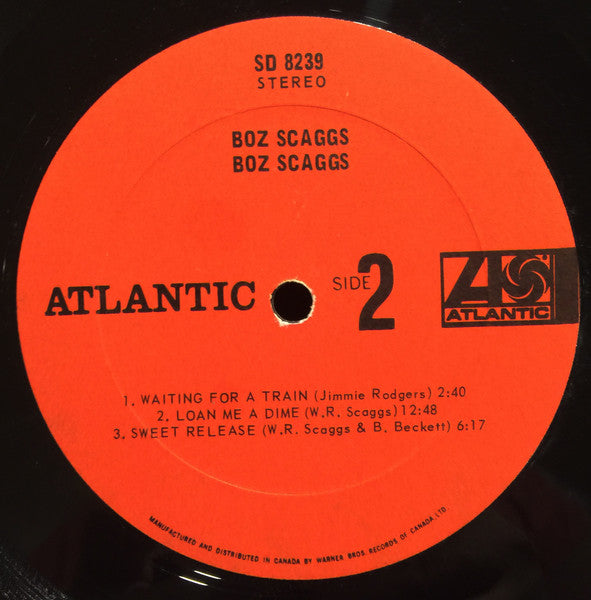 SD 8239
STEREO
BOZ SCAGGS
BOZ SCAGGS
ATLANTIC
SIDE 2
ATLANTIC
1. WAITING FOR A TRAIN (Jimmie Rodgers) 2:40
2. LOAN ME A DIME (W.R. Scaggs) 12:48
3. SWEET RELEASE (W.R. Scaggs & B. Beckett) 6:17
MANUFACTURED AND DISTRIBUTED IN CANADA BY WARNER BROS. RECORDS OF CANADA, LTD.